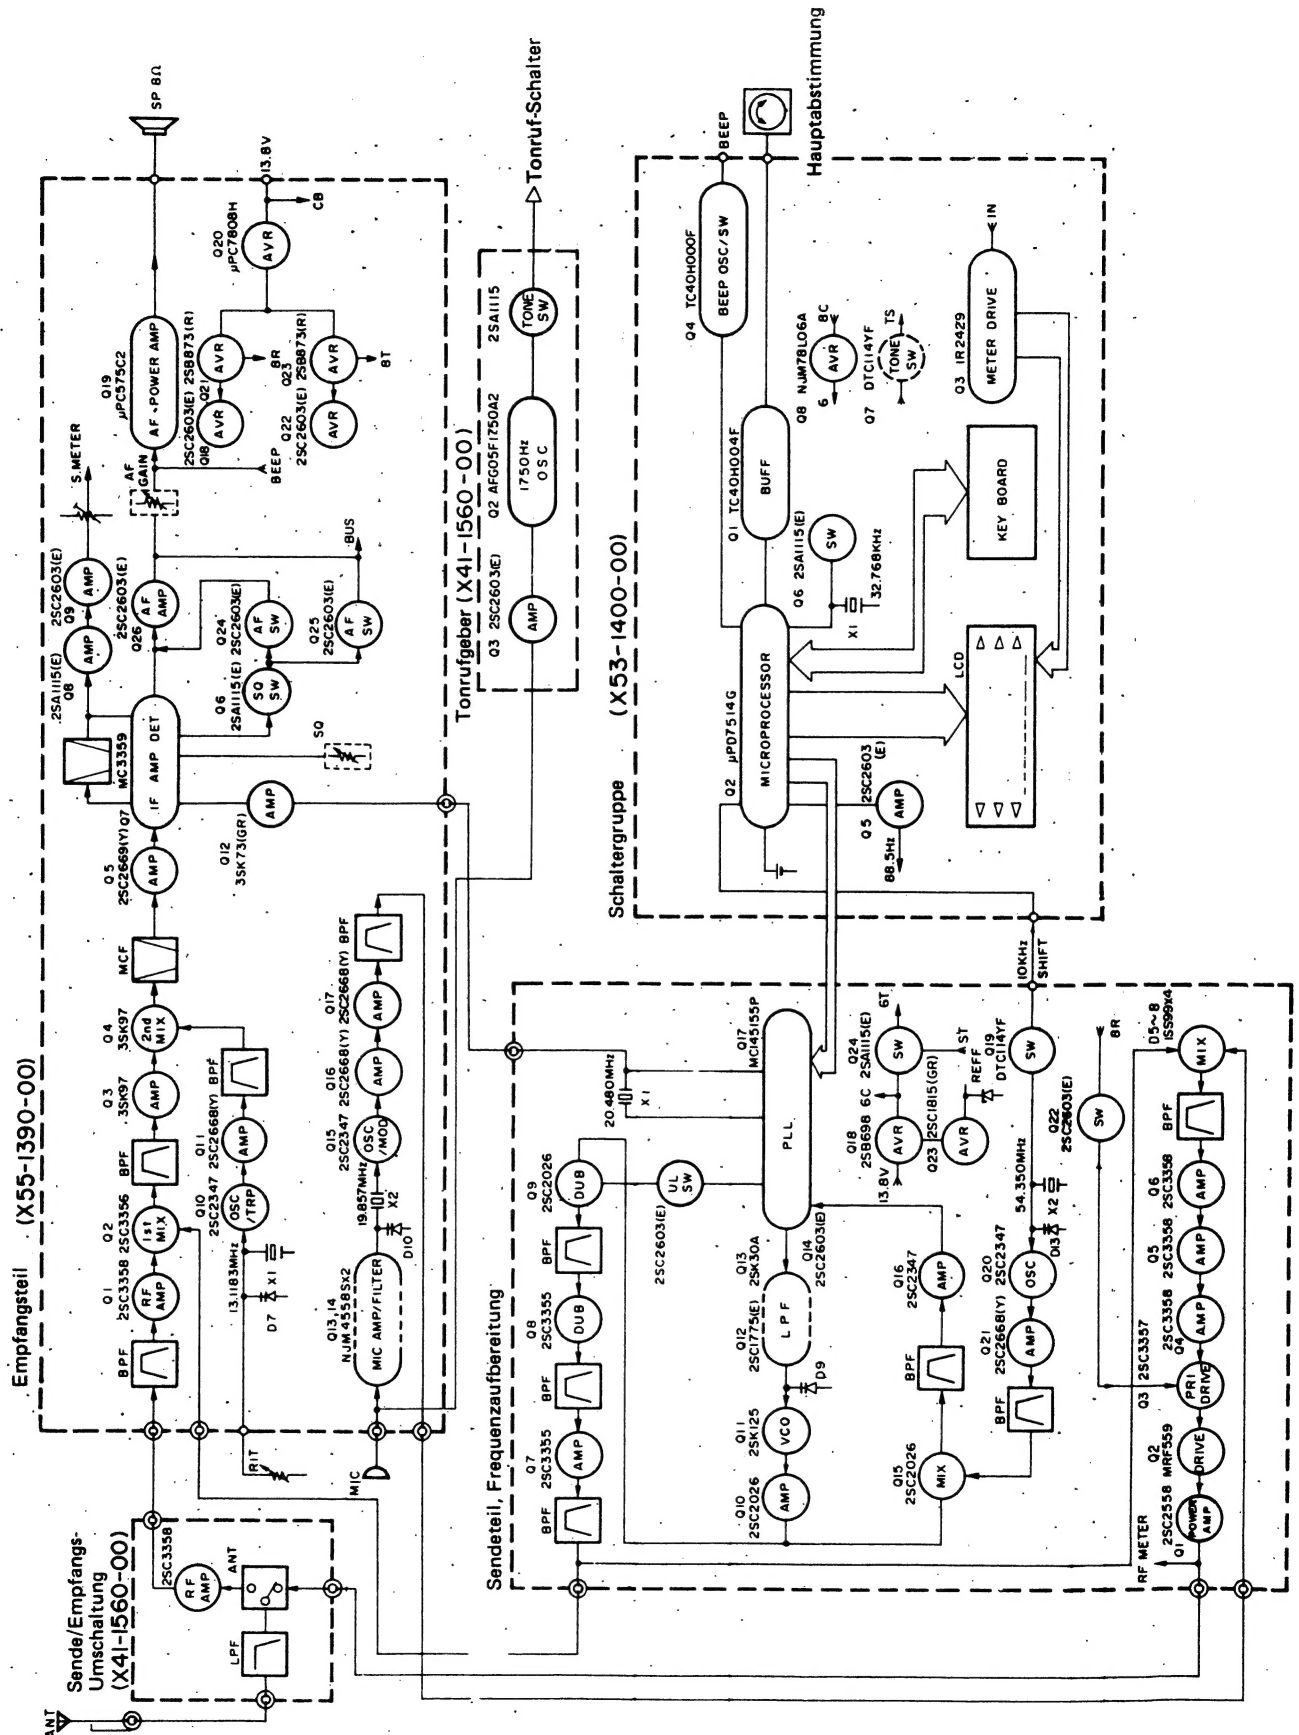 Empfangsteil (X55-1390-00)
BPF
Q1
2SC3358
RF
AMP
Q2
2SC3356
1st
MIX
BPF
Q3
3SK97
AMP
Q4
3SK97
2nd
MIX
MCF
Q5
2SC2669(Y)
AMP
Q7
MC3359
IF AMP DET
2SA1115(E)
Q8
AMP
2SC2603(E)
Q9
AMP
S.METER
2SC2603(E)
AF
AMP
Q26
AF
GAIN
Q19
µPC575C2
AF·POWER AMP
SP 8Ω
Q10
2SC2347
OSC
/TRP
Q11
2SC2668(Y)
AMP
BPF
13.1183MHz
D7
X1
RIT
Q12
3SK73(GR)
AMP
Q6
2SA1115(E)
SQ
SW
SQ
Q24
2SC2603(E)
AF
SW
Q25
2SC2603(E)
AF
SW
BUS
BEEP
2SC2603(E)
Q18
AVR
2SB873(R)
Q21
AVR
8R
2SC2603(E)
Q22
AVR
2SB873(R)
Q23
AVR
8T
Q20
µPC7808H
AVR
13.8V
CB
Q13,14
NJM4558SX2
MIC AMP/FILTER
MIC
D10
19.857MHz
X2
Q15
2SC2347
OSC
/MOD
Q16
2SC2668(Y)
AMP
Q17
2SC2668(Y)
AMP
BPF
Tonrufgeber (X41-1560-00)
Q3 2SC2603(E)
AMP
Q2 AFG05F1750A2
1750Hz
OSC
2SA1115
TONE
SW
Tonruf-Schalter
Sende/Empfangs-
Umschaltung
(X41-1560-00)
ANT
LPF
ANT
RF
AMP
2SC3358
Sendeteil, Frequenzaufbereitung
BPF
Q7
2SC3355
AMP
BPF
Q8
2SC3355
DUB
BPF
Q9
2SC2026
DUB
2SC2603(E)
UL
SW
20.480MHz
X1
Q10
2SC2026
AMP
Q11
2SK125
VCO
D9
Q12
2SC1775(E)
LPF
Q13
2SK30A
Q14
2SC2603(E)
PLL
Q17
MC145155P
Q15
2SC2026
MIX
BPF
Q16
2SC2347
AMP
13.8V
Q18
2SB698
AVR
6C
Q24
2SA1115(E)
SW
6T
Q23
2SC1815(GR)
AVR
ST
REFF
BPF
Q21
2SC2668(Y)
AMP
Q20
2SC2347
OSC
D13
X2
54.350MHz
Q19
DTC114YF
SW
10KHz
SHIFT
RF METER
Q1
2SC2558
POWER
AMP
Q2
MRF559
DRIVE
Q3 2SC3357
PRI
DRIVE
Q4
2SC3358
AMP
Q5
2SC3358
AMP
Q6
2SC3358
AMP
BPF
D5~8
ISS99X4
MIX
Q22
2SC2603(E)
SW
8R
Schaltergruppe (X53-1400-00)
Q2 µPD7514G
MICROPROCESSOR
Q1 TC40H004F
BUFF
Q4 TC40H000F
BEEP OSC/SW
BEEP
Hauptabstimmung
Q5 2SC2603
(E)
AMP
88.5Hz
Q6 2SA1115(E)
SW
X1
32.768KHz
Q8 NJM78L06A
6
AVR
8C
Q7 DTC114YF
TONE
SW
TS
LCD
KEY BOARD
Q3 IR2429
METER DRIVE
IN